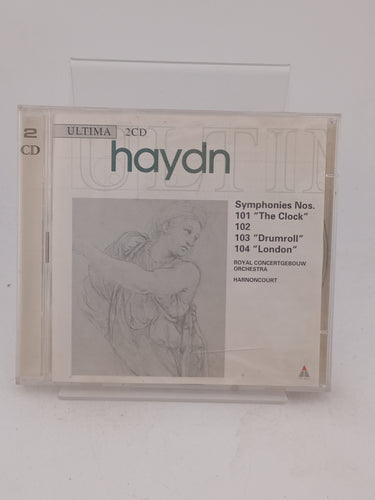 2
CD
ULTIMA 2CD
ULTIM
haydn
Symphonies Nos.
101 "The Clock"
102
103 "Drumroll"
104 "London"
ROYAL CONCERTGEBOUW
ORCHESTRA
HARNONCOURT